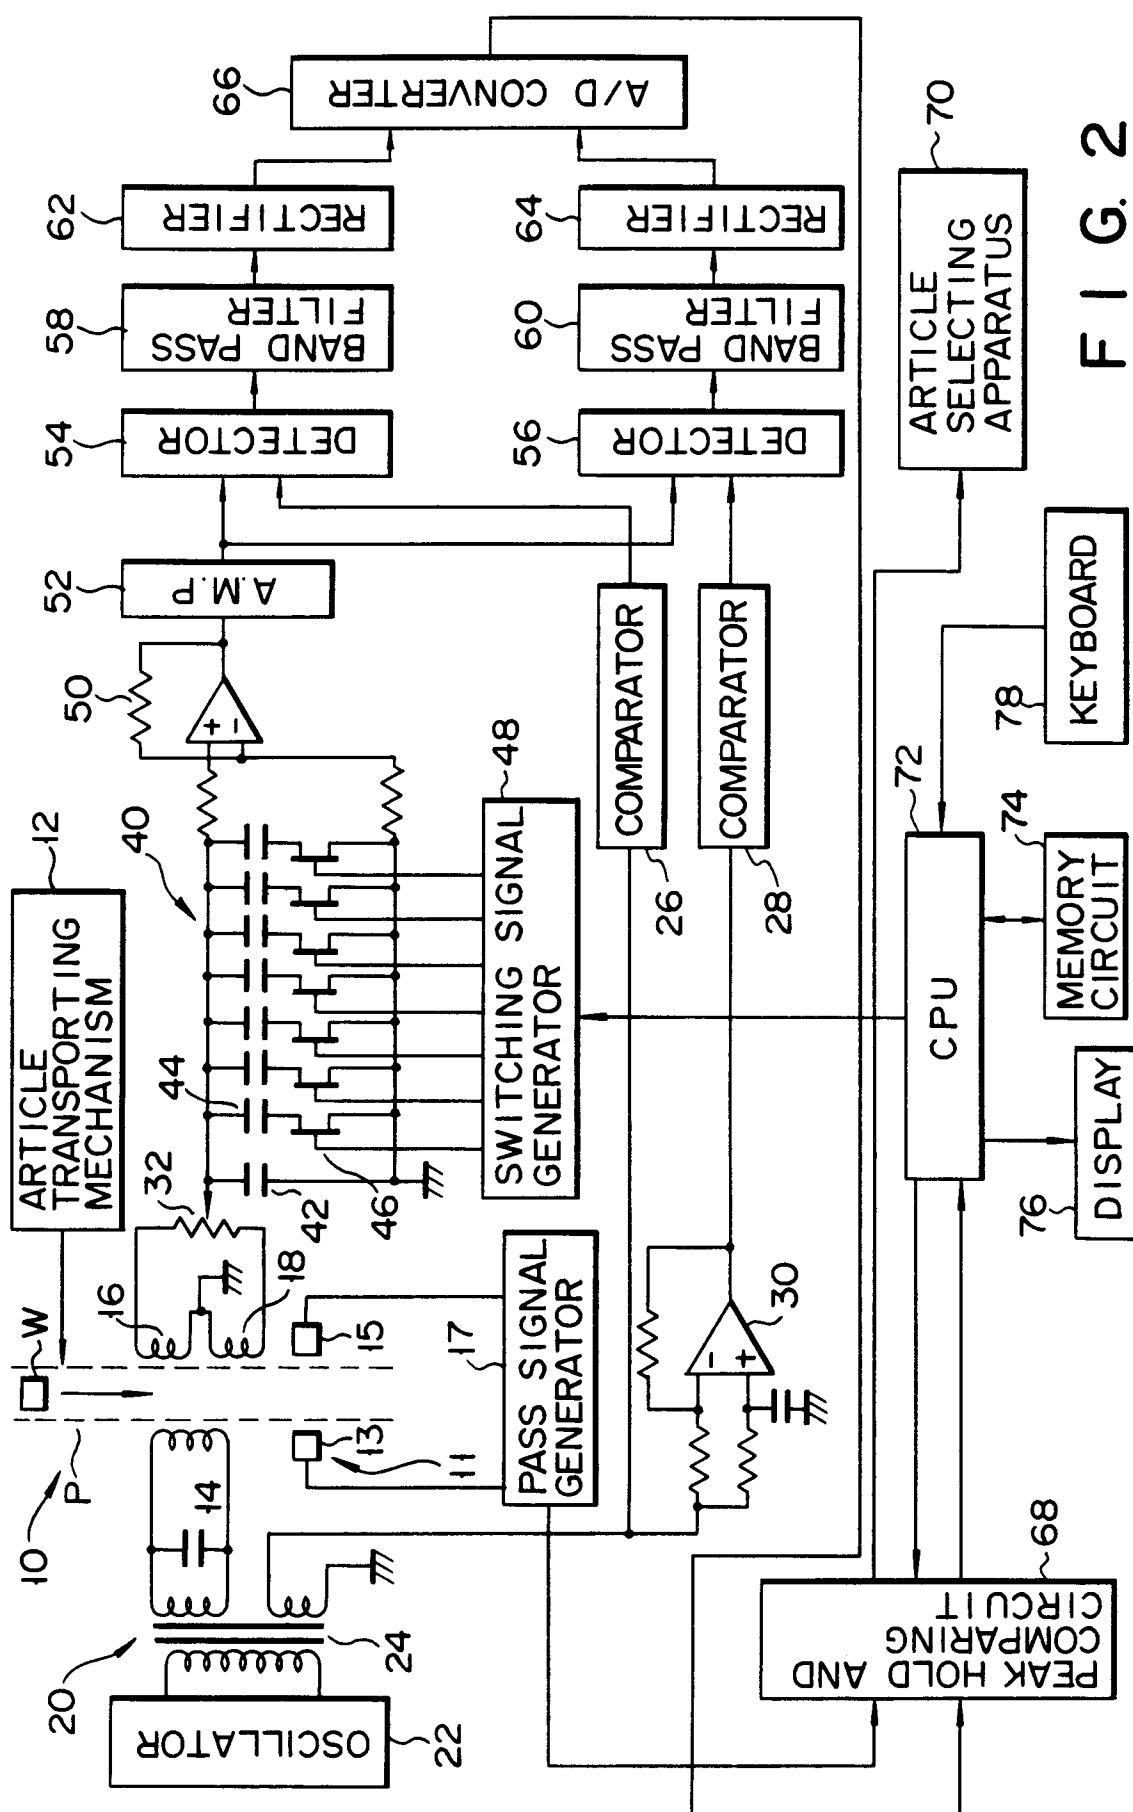 FIG. 2
10
P
W
11
13
15
14
16
18
20
22
OSCILLATOR
24
12
ARTICLE
TRANSPORTING
MECHANISM
32
40
42
44
46
48
SWITCHING SIGNAL
GENERATOR
17
PASS SIGNAL
GENERATOR
30
+
−
26
COMPARATOR
28
COMPARATOR
50
+
−
52
A.M.P
54
DETECTOR
56
DETECTOR
58
BAND PASS
FILTER
60
BAND PASS
FILTER
62
RECTIFIER
64
RECTIFIER
66
A/D CONVERTER
68
PEAK HOLD AND
COMPARING
CIRCUIT
70
ARTICLE
SELECTING
APPARATUS
72
CPU
74
MEMORY
CIRCUIT
76
DISPLAY
78
KEYBOARD